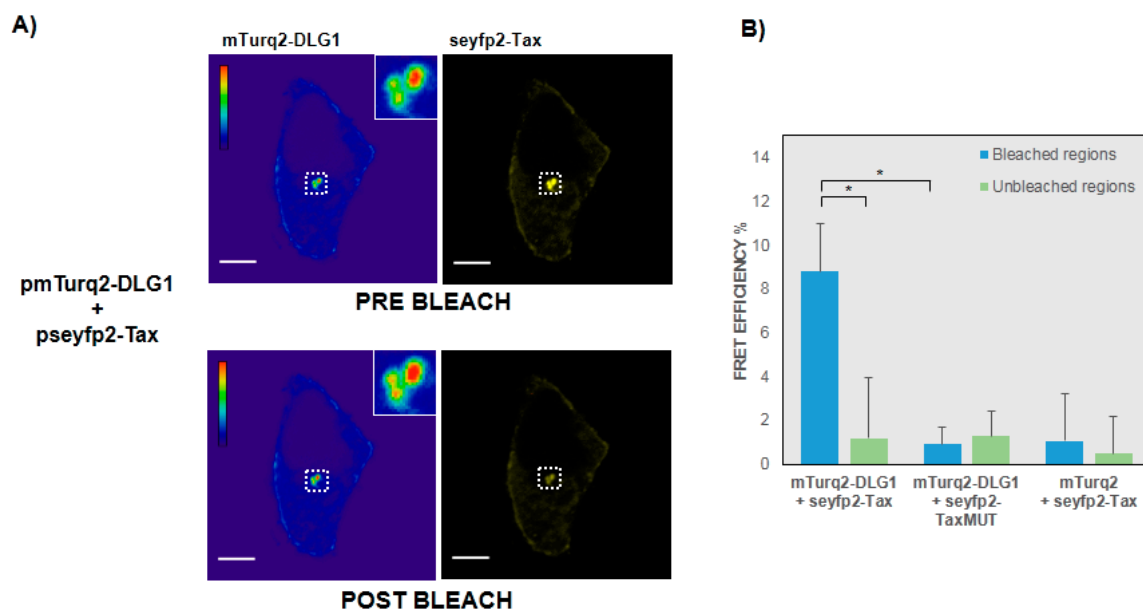 A)
mTurq2-DLG1
seyfp2-Tax
pmTurq2-DLG1
+
pseyfp2-Tax
PRE BLEACH
POST BLEACH
B)
FRET EFFICIENCY %
14
12
10
8
6
4
2
0
Bleached regions
Unbleached regions
*
*
mTurq2-DLG1
+ seyfp2-Tax
mTurq2-DLG1
+ seyfp2-
TaxMUT
mTurq2
+ seyfp2-Tax